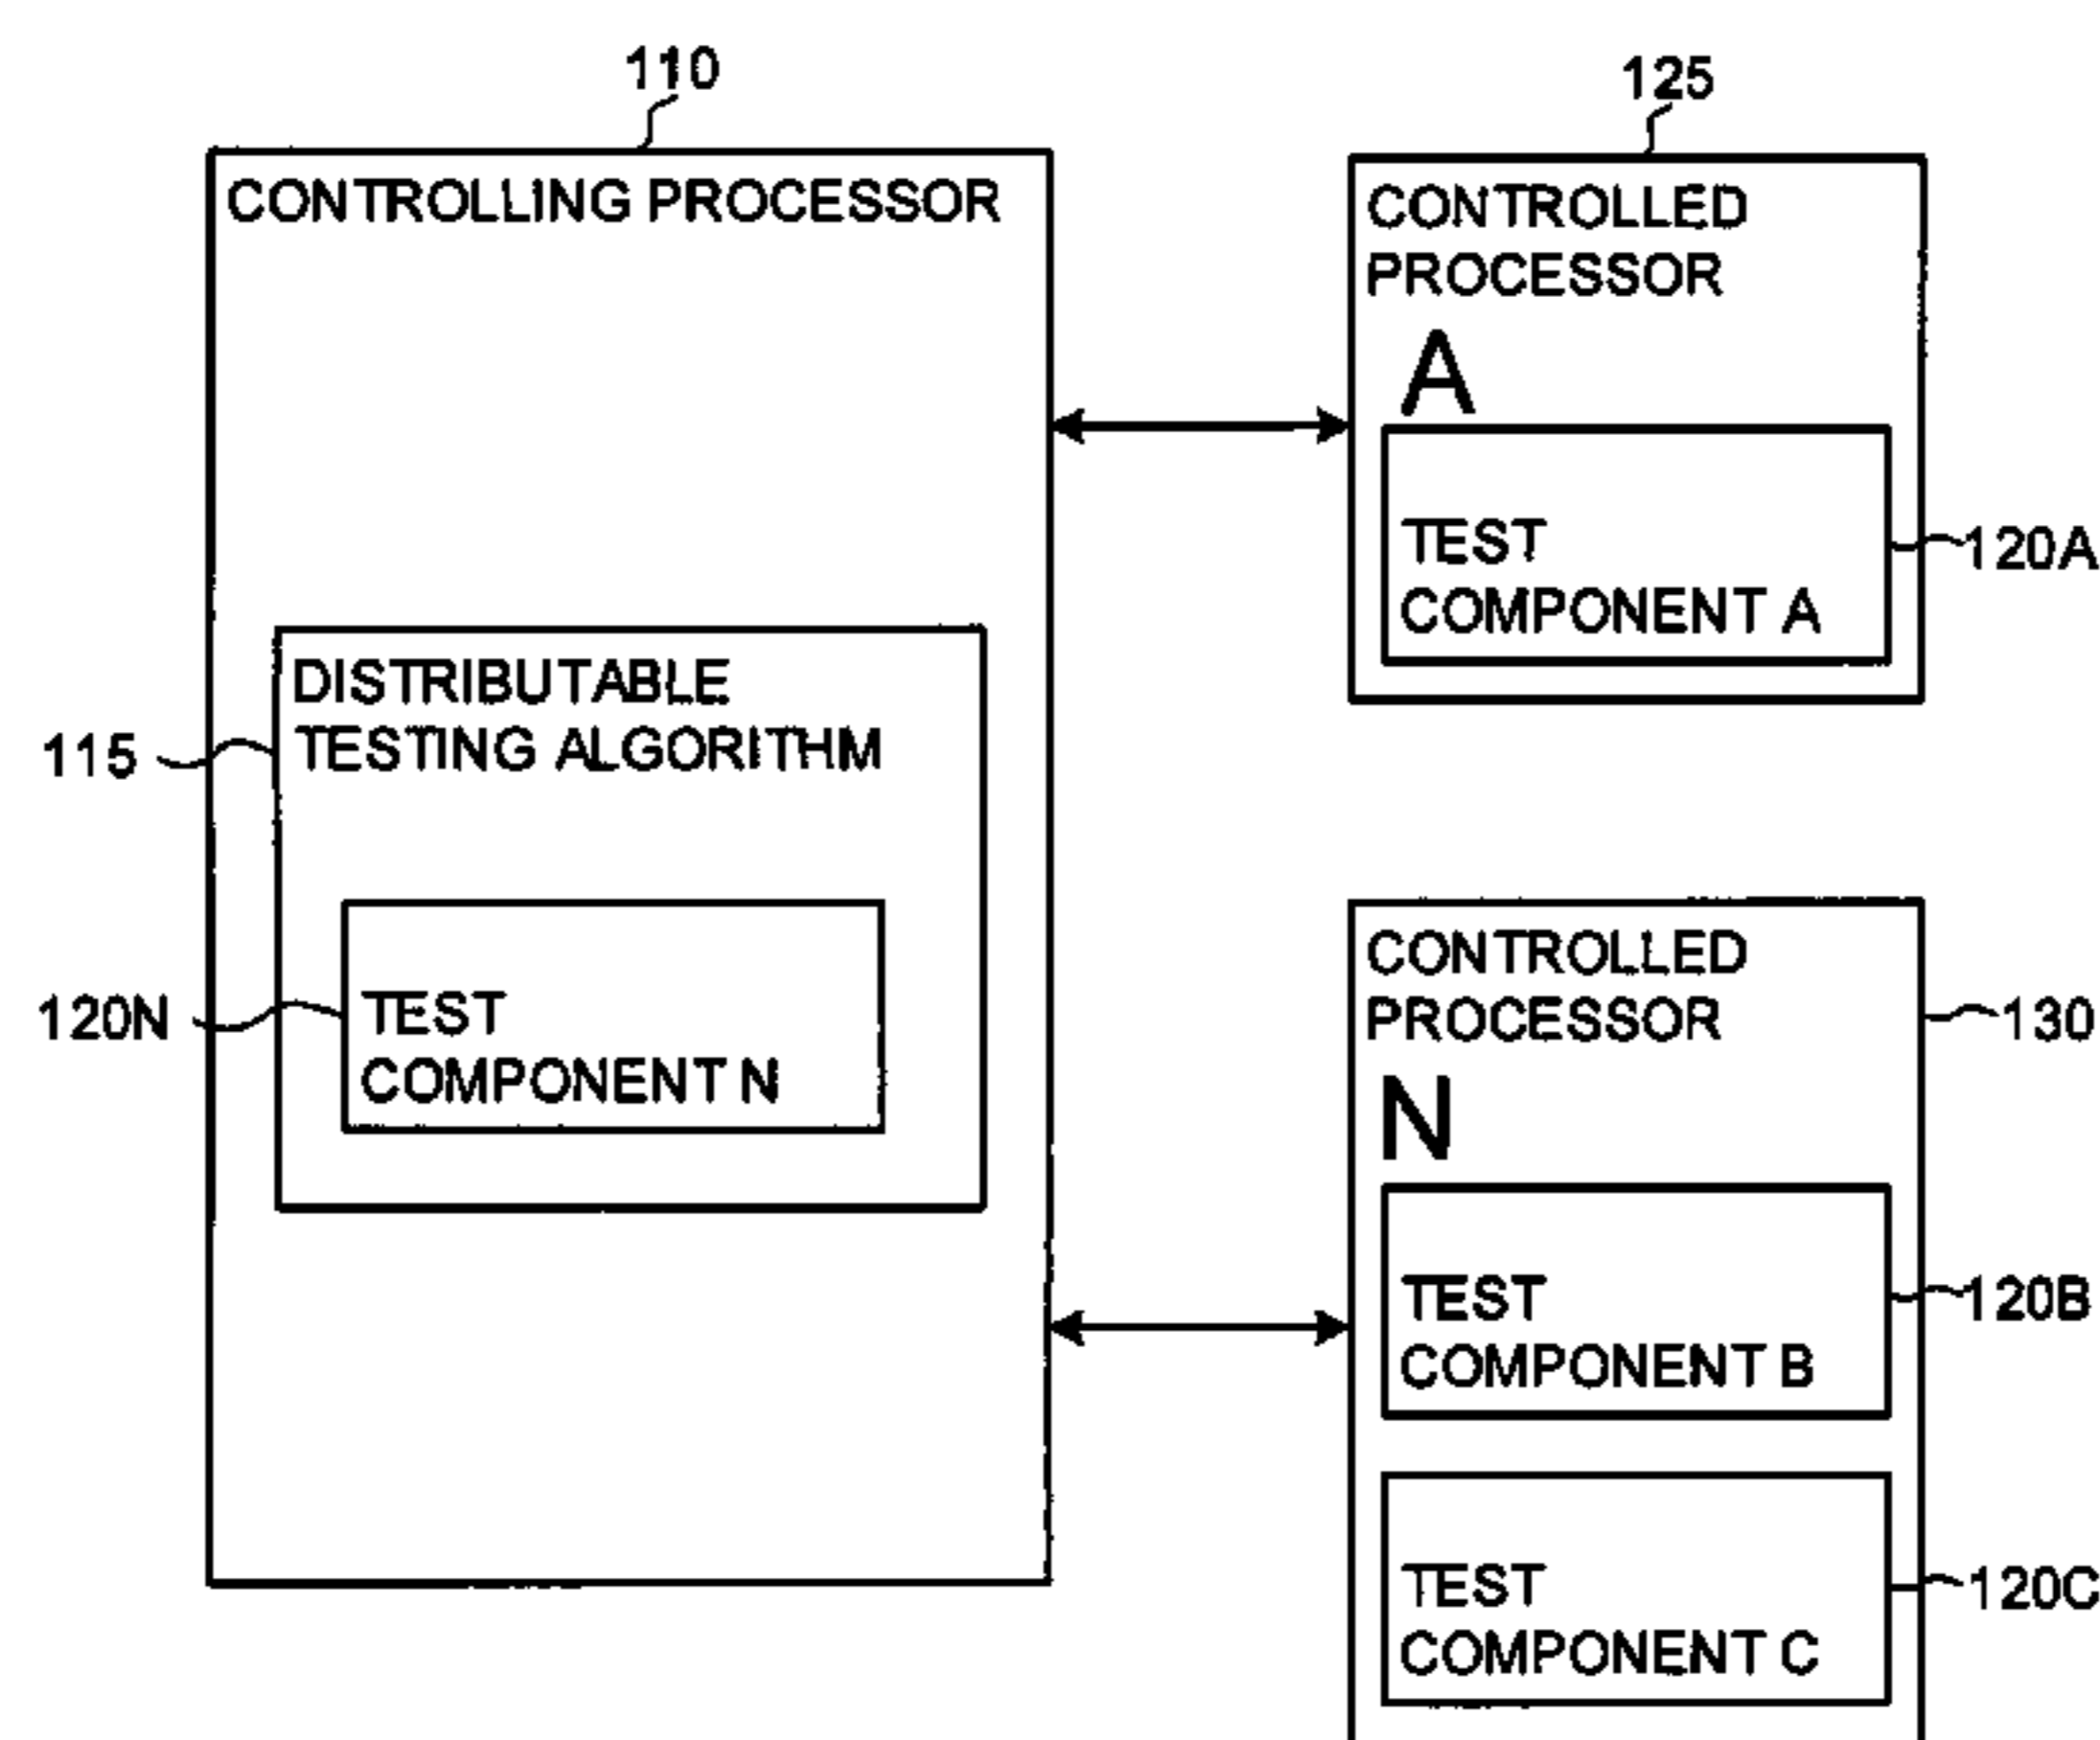 110
CONTROLLING PROCESSOR
115
DISTRIBUTABLE
TESTING ALGORITHM
120N
TEST
COMPONENT N
125
CONTROLLED
PROCESSOR
A
TEST
COMPONENT A
120A
CONTROLLED
PROCESSOR
130
N
TEST
COMPONENT B
120B
TEST
COMPONENT C
120C